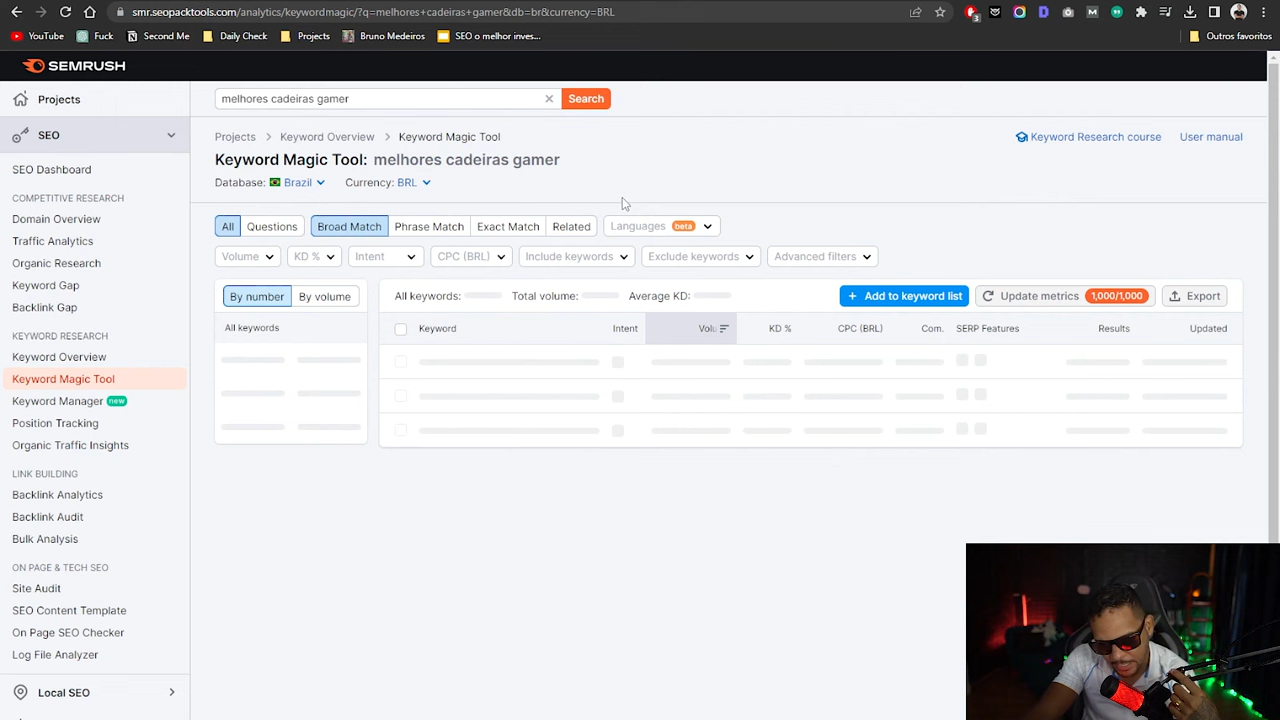 smr.seopacktools.com/analytics/keywordmagic/?q=melhores+cadeiras+gamer&db=br&currency=BRL
YouTube
Fuck
Second Me
Daily Check
Projects
Bruno Medeiros
SEO o melhor inves...
Outros favoritos
SEMRUSH
Projects
SEO
SEO Dashboard
COMPETITIVE RESEARCH
Domain Overview
Traffic Analytics
Organic Research
Keyword Gap
Backlink Gap
KEYWORD RESEARCH
Keyword Overview
Keyword Magic Tool
Keyword Manager new
Position Tracking
Organic Traffic Insights
LINK BUILDING
Backlink Analytics
Backlink Audit
Bulk Analysis
ON PAGE & TECH SEO
Site Audit
SEO Content Template
On Page SEO Checker
Log File Analyzer
Local SEO
melhores cadeiras gamer
Search
Projects > Keyword Overview > Keyword Magic Tool
Keyword Research course
User manual
Keyword Magic Tool: melhores cadeiras gamer
Database: Brazil
Currency: BRL
All
Questions
Broad Match
Phrase Match
Exact Match
Related
Languages beta
Volume
KD %
Intent
CPC (BRL)
Include keywords
Exclude keywords
Advanced filters
By number
By volume
All keywords
All keywords:
Total volume:
Average KD:
+ Add to keyword list
Update metrics 1,000/1,000
Export
Keyword
Intent
Volu
KD %
CPC (BRL)
Com.
SERP Features
Results
Updated